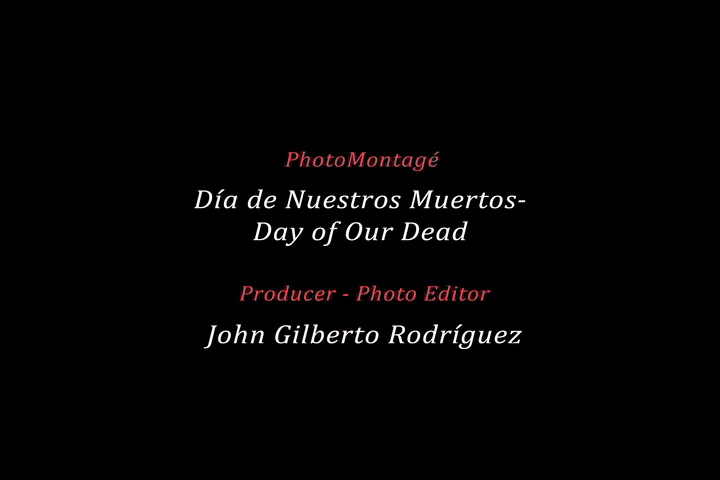 PhotoMontagé
Día de Nuestros Muertos-
Day of Our Dead
Producer - Photo Editor
John Gilberto Rodríguez